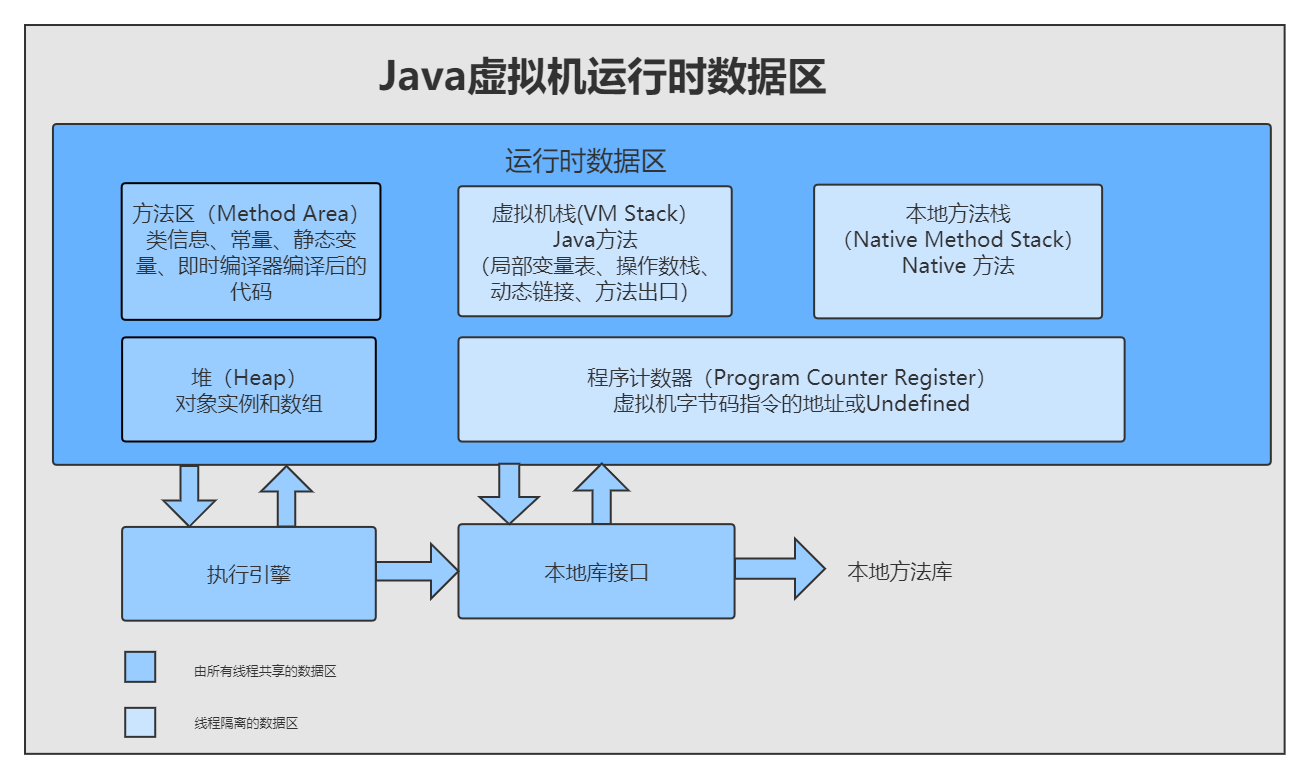 Java虚拟机运行时数据区
运行时数据区
方法区（Method Area）
类信息、常量、静态变
量、即时编译器编译后的
代码
虚拟机栈(VM Stack）
Java方法
（局部变量表、操作数栈、
动态链接、方法出口）
本地方法栈
（Native Method Stack）
Native 方法
堆（Heap）
对象实例和数组
程序计数器（Program Counter Register）
虚拟机字节码指令的地址或Undefined
执行引擎
本地库接口
本地方法库
由所有线程共享的数据区
线程隔离的数据区